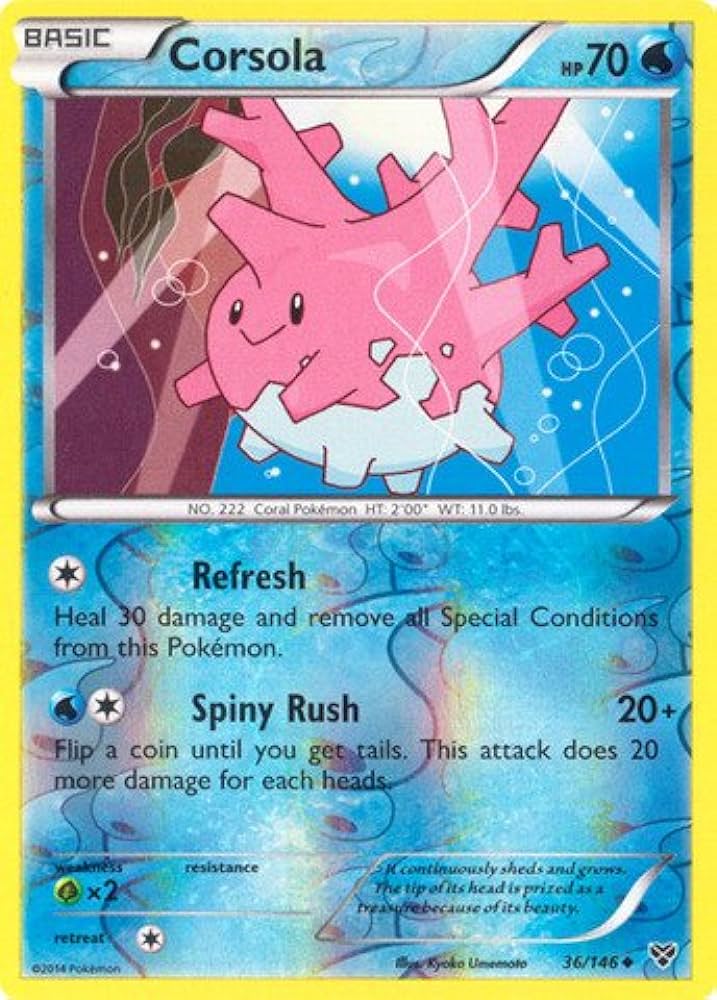 BASIC
Corsola
HP70
NO. 222 Coral Pokémon HT: 2'00" WT: 11.0 lbs.
Refresh
Heal 30 damage and remove all Special Conditions
from this Pokémon.
Spiny Rush 20+
Flip a coin until you get tails. This attack does 20
more damage for each heads.
weakness resistance
×2
retreat
It continuously sheds and grows.
The tip of its head is prized as a
treasure because of its beauty.
©2014 Pokémon Illus. Kyoko Umemoto 36/146